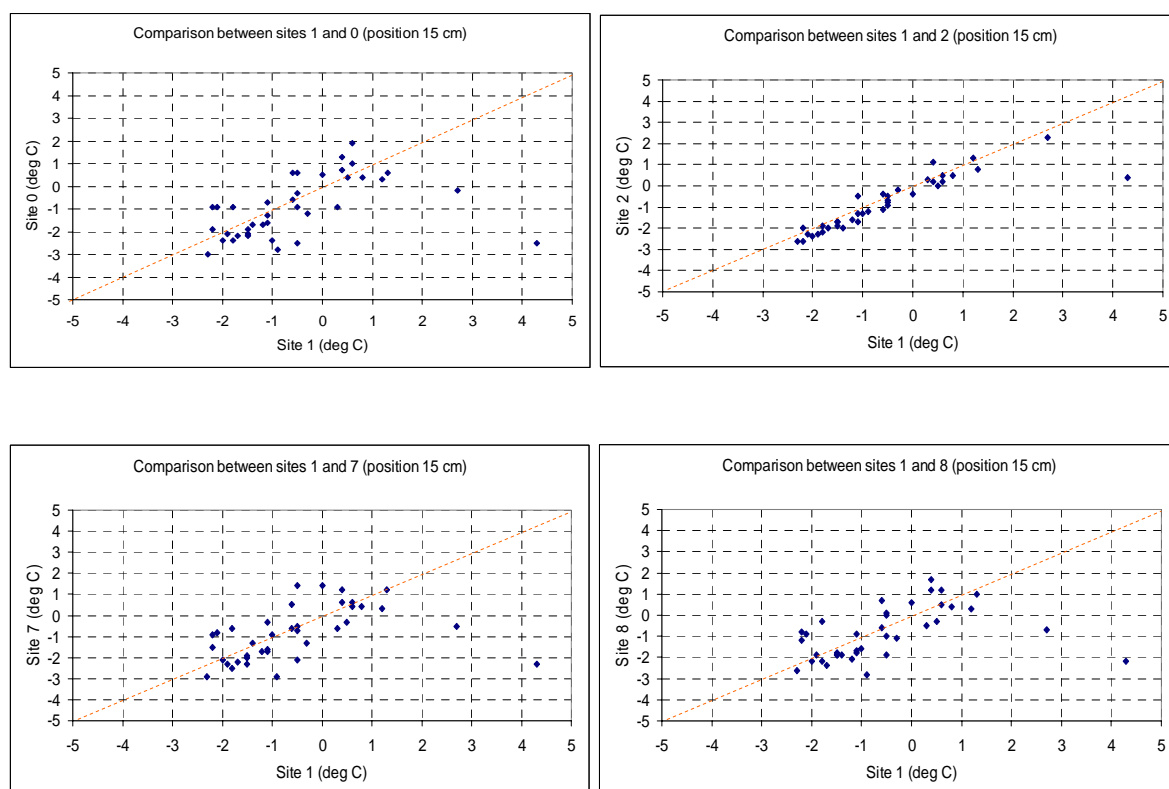 Comparison between sites 1 and 0 (position 15 cm)
5
4
3
2
1
0
-1
-2
-3
-4
-5
Site 0 (deg C)
-5 -4 -3 -2 -1 0 1 2 3 4 5
Site 1 (deg C)
Comparison between sites 1 and 2 (position 15 cm)
5
4
3
2
1
0
-1
-2
-3
-4
-5
Site 2 (deg C)
-5 -4 -3 -2 -1 0 1 2 3 4 5
Site 1 (deg C)
Comparison between sites 1 and 7 (position 15 cm)
5
4
3
2
1
0
-1
-2
-3
-4
-5
Site 7 (deg C)
-5 -4 -3 -2 -1 0 1 2 3 4 5
Site 1 (deg C)
Comparison between sites 1 and 8 (position 15 cm)
5
4
3
2
1
0
-1
-2
-3
-4
-5
Site 8 (deg C)
-5 -4 -3 -2 -1 0 1 2 3 4 5
Site 1 (deg C)